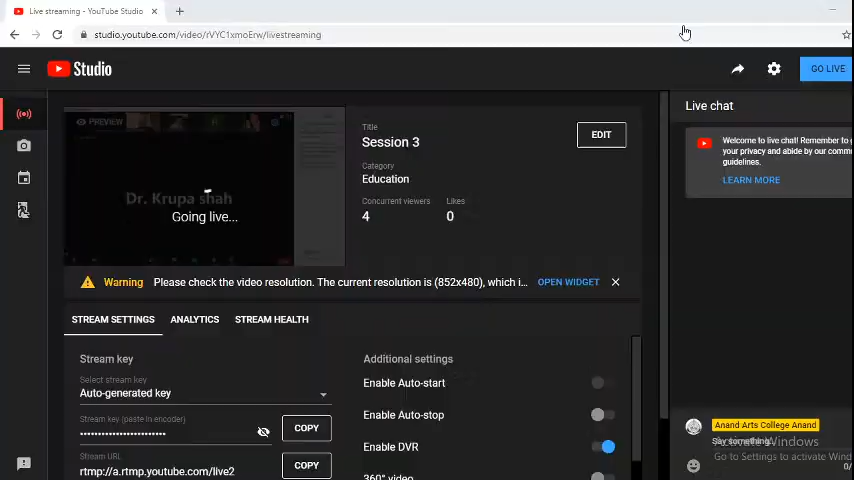 Live streaming - YouTube Studio
studio.youtube.com/video/rVYC1xmoErw/livestreaming
Studio
GO LIVE
PREVIEW
Dr. Krupa shah
Going live...
Title
Session 3
EDIT
Category
Education
Concurrent viewers
Likes
4
0
Warning Please check the video resolution. The current resolution is (852x480), which i... OPEN WIDGET
STREAM SETTINGS ANALYTICS STREAM HEALTH
Stream key
Select stream key
Auto-generated key
Stream key (paste in encoder)
COPY
Stream URL
rtmp://a.rtmp.youtube.com/live2
COPY
Additional settings
Enable Auto-start
Enable Auto-stop
Enable DVR
360° video
Live chat
Welcome to live chat! Remember to
your privacy and abide by our comm
guidelines.
LEARN MORE
Anand Arts College Anand
Say something...
Windows
Go to Settings to activate Wind
0/